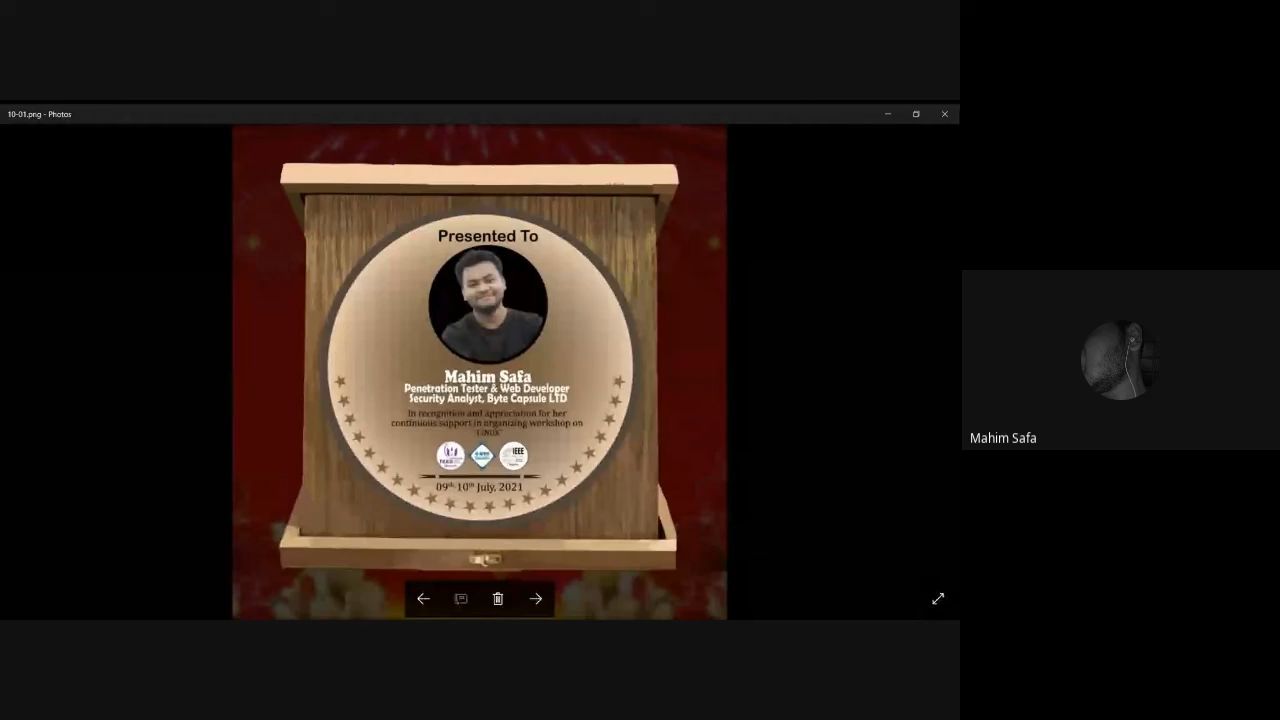 10-01.png - Photos
Presented To
Mahim Safa
Penetration Tester & Web Developer
Security Analyst, Byte Capsule LTD
In recognition and appreciation for her
continuous support in organizing workshop on
"LINUX"
IEEE
09th-10th July, 2021
Mahim Safa